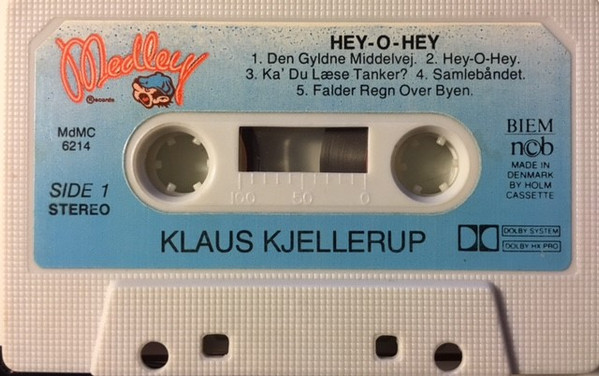 Medley
Records
HEY-O-HEY
1. Den Gyldne Middelvej. 2. Hey-O-Hey.
3. Ka' Du Læse Tanker? 4. Samlebåndet.
5. Falder Regn Over Byen.
MdMC
6214
BIEM
n©b
MADE IN
DENMARK
BY HOLM
CASSETTE
SIDE 1
STEREO
100 50 0
KLAUS KJELLERUP
DOLBY SYSTEM
DOLBY HX PRO